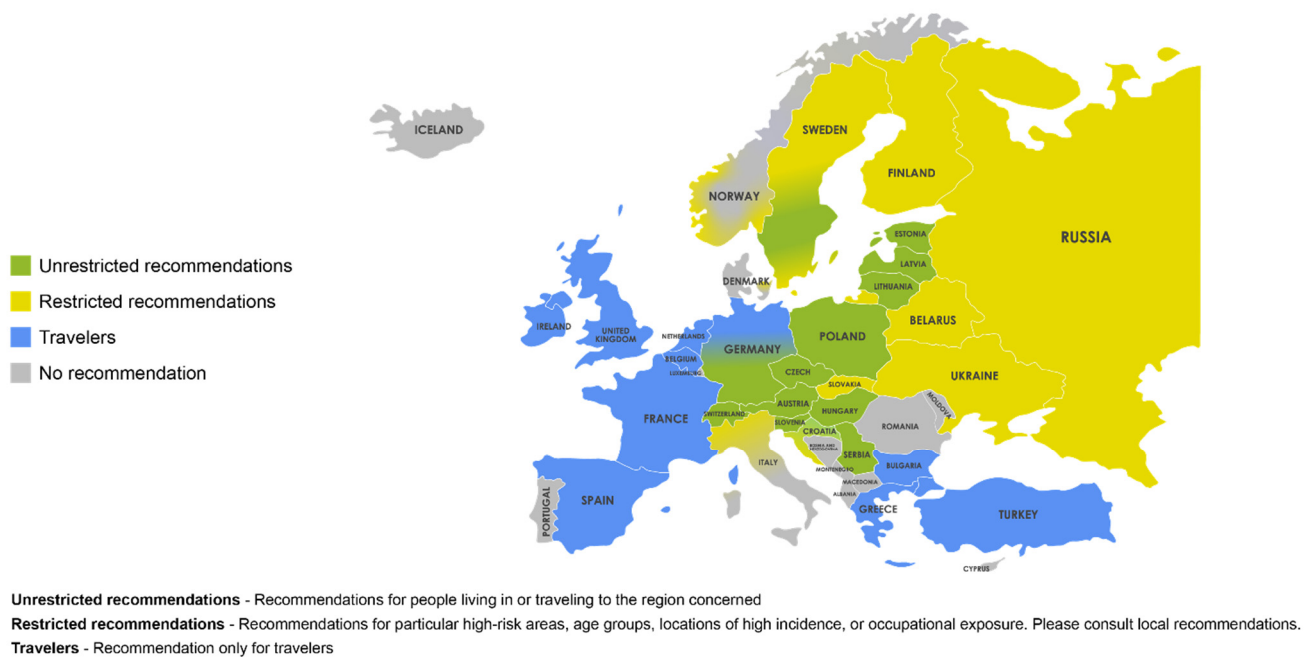 ICELAND
SWEDEN
FINLAND
NORWAY
RUSSIA
ESTONIA
LATVIA
LITHUANIA
DENMARK
Unrestricted recommendations
Restricted recommendations
Travelers
No recommendation
IRELAND
UNITED
KINGDOM
NETHERLANDS
BELGIUM
LUXEMBURG
GERMANY
POLAND
BELARUS
CZECH
SLOVAKIA
UKRAINE
FRANCE
SWITZERLAND
AUSTRIA
HUNGARY
SLOVENIA
CROATIA
ROMANIA
MOLDOVA
BOSNIA AND
HERZEGOVINA
SERBIA
ITALY
MONTENEGRO
BULGARIA
MACEDONIA
ALBANIA
PORTUGAL
SPAIN
GREECE
TURKEY
CYPRUS
Unrestricted recommendations - Recommendations for people living in or traveling to the region concerned
Restricted recommendations - Recommendations for particular high-risk areas, age groups, locations of high incidence, or occupational exposure. Please consult local recommendations.
Travelers - Recommendation only for travelers